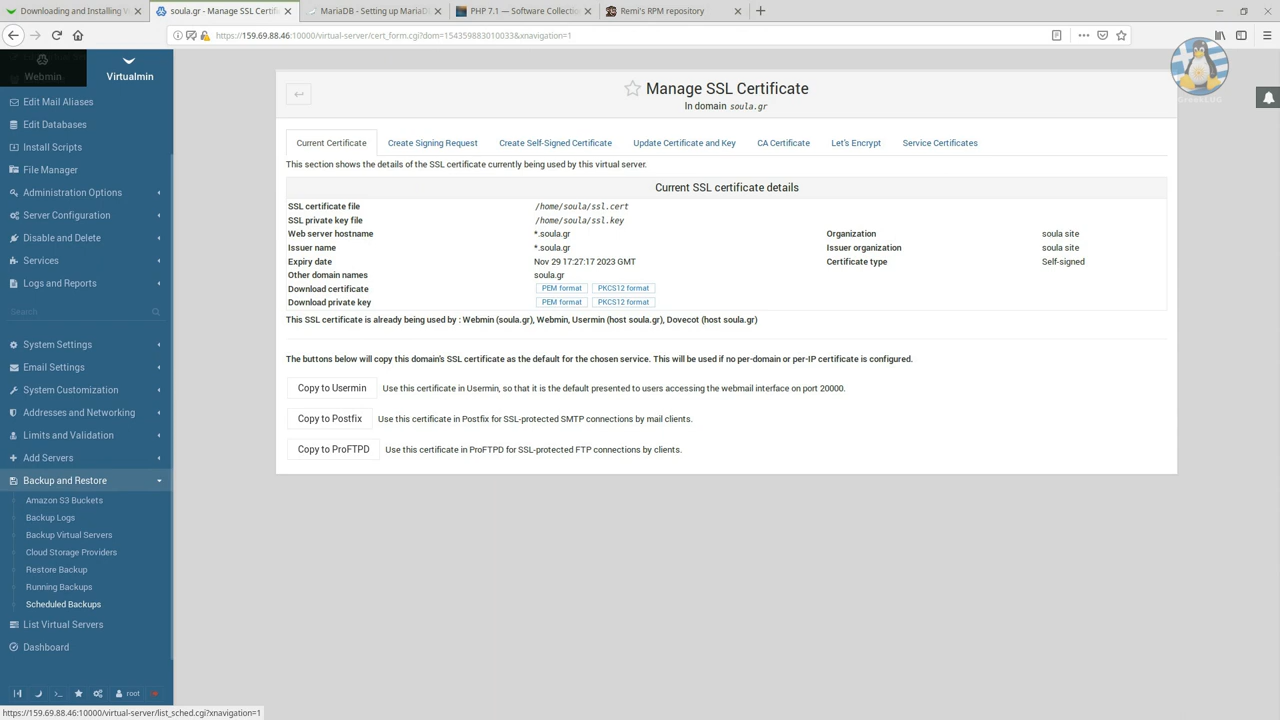 Downloading and Installing V
soula.gr - Manage SSL Certific
MariaDB - Setting up MariaD
PHP 7.1 — Software Collectio
Remi's RPM repository
https://159.69.88.46:10000/virtual-server/cert_form.cgi?dom=154359883010033&xnavigation=1
Webmin
Virtualmin
Edit Mail Aliases
Edit Databases
Install Scripts
File Manager
Administration Options
Server Configuration
Disable and Delete
Services
Logs and Reports
Search
System Settings
Email Settings
System Customization
Addresses and Networking
Limits and Validation
Add Servers
Backup and Restore
Amazon S3 Buckets
Backup Logs
Backup Virtual Servers
Cloud Storage Providers
Restore Backup
Running Backups
Scheduled Backups
List Virtual Servers
Dashboard
root
https://159.69.88.46:10000/virtual-server/list_sched.cgi?xnavigation=1
Manage SSL Certificate
In domain soula.gr
Current Certificate Create Signing Request Create Self-Signed Certificate Update Certificate and Key CA Certificate Let's Encrypt Service Certificates
This section shows the details of the SSL certificate currently being used by this virtual server.
Current SSL certificate details
SSL certificate file /home/soula/ssl.cert
SSL private key file /home/soula/ssl.key
Web server hostname *.soula.gr Organization soula site
Issuer name *.soula.gr Issuer organization soula site
Expiry date Nov 29 17:27:17 2023 GMT Certificate type Self-signed
Other domain names soula.gr
Download certificate PEM format PKCS12 format
Download private key PEM format PKCS12 format
This SSL certificate is already being used by : Webmin (soula.gr), Webmin, Usermin (host soula.gr), Dovecot (host soula.gr)
The buttons below will copy this domain's SSL certificate as the default for the chosen service. This will be used if no per-domain or per-IP certificate is configured.
Copy to Usermin Use this certificate in Usermin, so that it is the default presented to users accessing the webmail interface on port 20000.
Copy to Postfix Use this certificate in Postfix for SSL-protected SMTP connections by mail clients.
Copy to ProFTPD Use this certificate in ProFTPD for SSL-protected FTP connections by clients.